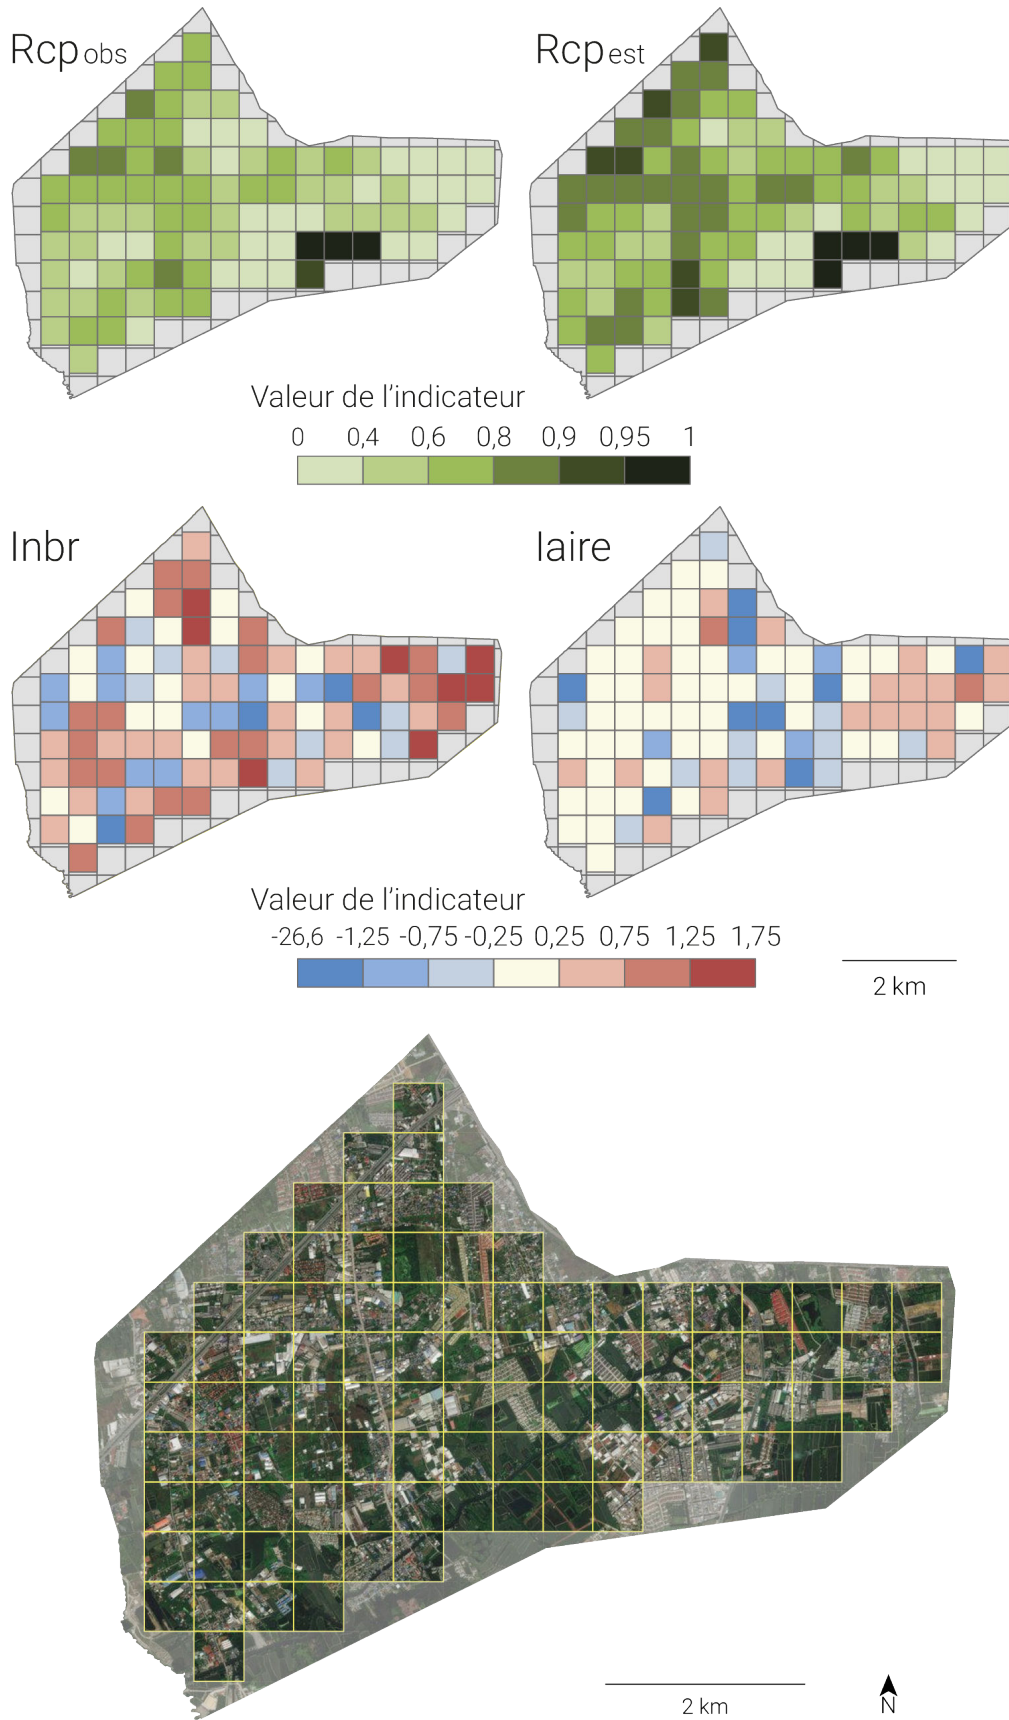 Rcp obs
Rcp est
Valeur de l’indicateur
0 0,4 0,6 0,8 0,9 0,95 1
Inbr
Iaire
Valeur de l’indicateur
-26,6 -1,25 -0,75 -0,25 0,25 0,75 1,25 1,75
2 km
2 km
N